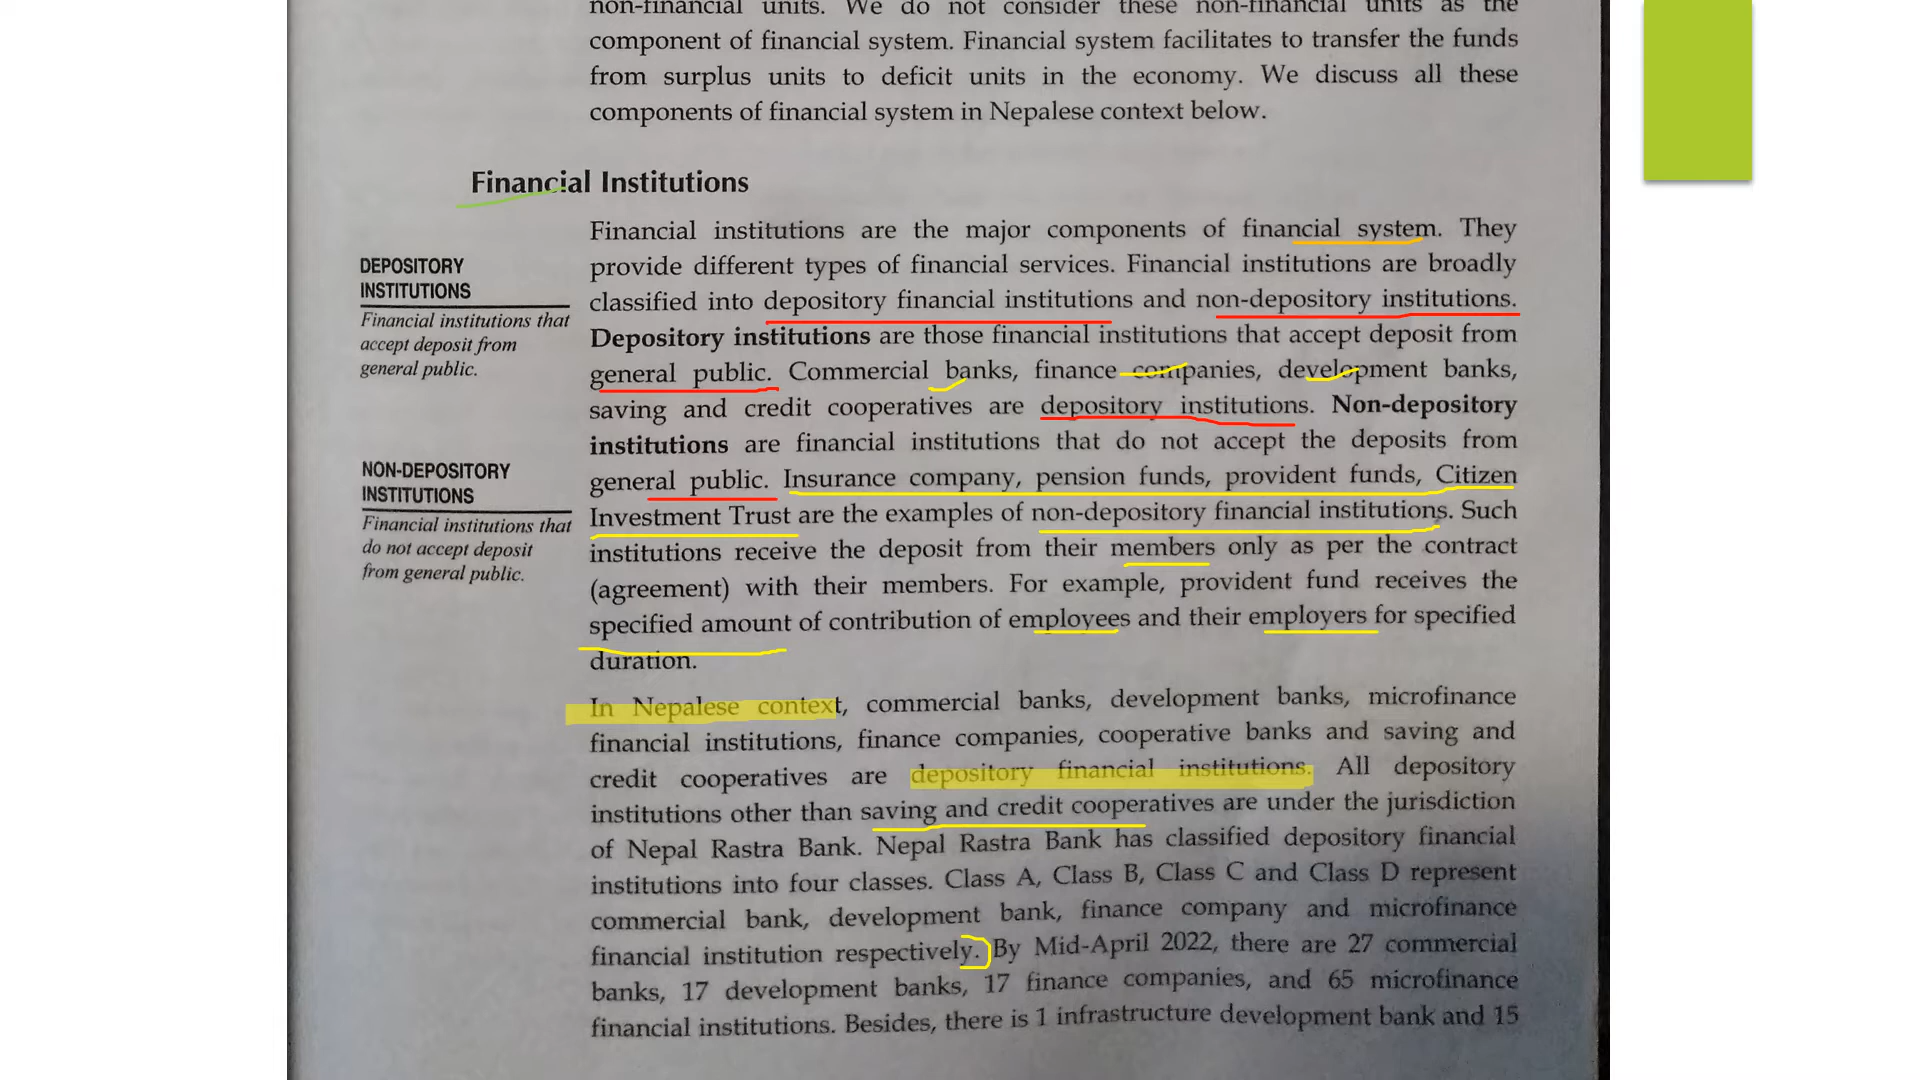 non-financial units. We do not consider these non-financial units as the
component of financial system. Financial system facilitates to transfer the funds
from surplus units to deficit units in the economy. We discuss all these
components of financial system in Nepalese context below.
Financial Institutions
Financial institutions are the major components of financial system. They
provide different types of financial services. Financial institutions are broadly
classified into depository financial institutions and non-depository institutions.
Depository institutions are those financial institutions that accept deposit from
general public. Commercial banks, finance companies, development banks,
saving and credit cooperatives are depository institutions. Non-depository
institutions are financial institutions that do not accept the deposits from
general public. Insurance company, pension funds, provident funds, Citizen
Investment Trust are the examples of non-depository financial institutions. Such
institutions receive the deposit from their members only as per the contract
(agreement) with their members. For example, provident fund receives the
specified amount of contribution of employees and their employers for specified
duration.
DEPOSITORY
INSTITUTIONS
Financial institutions that
accept deposit from
general public.
NON-DEPOSITORY
INSTITUTIONS
Financial institutions that
do not accept deposit
from general public.
In Nepalese context, commercial banks, development banks, microfinance
financial institutions, finance companies, cooperative banks and saving and
credit cooperatives are depository financial institutions. All depository
institutions other than saving and credit cooperatives are under the jurisdiction
of Nepal Rastra Bank. Nepal Rastra Bank has classified depository financial
institutions into four classes. Class A, Class B, Class C and Class D represent
commercial bank, development bank, finance company and microfinance
financial institution respectively. By Mid-April 2022, there are 27 commercial
banks, 17 development banks, 17 finance companies, and 65 microfinance
financial institutions. Besides, there is 1 infrastructure development bank and 15